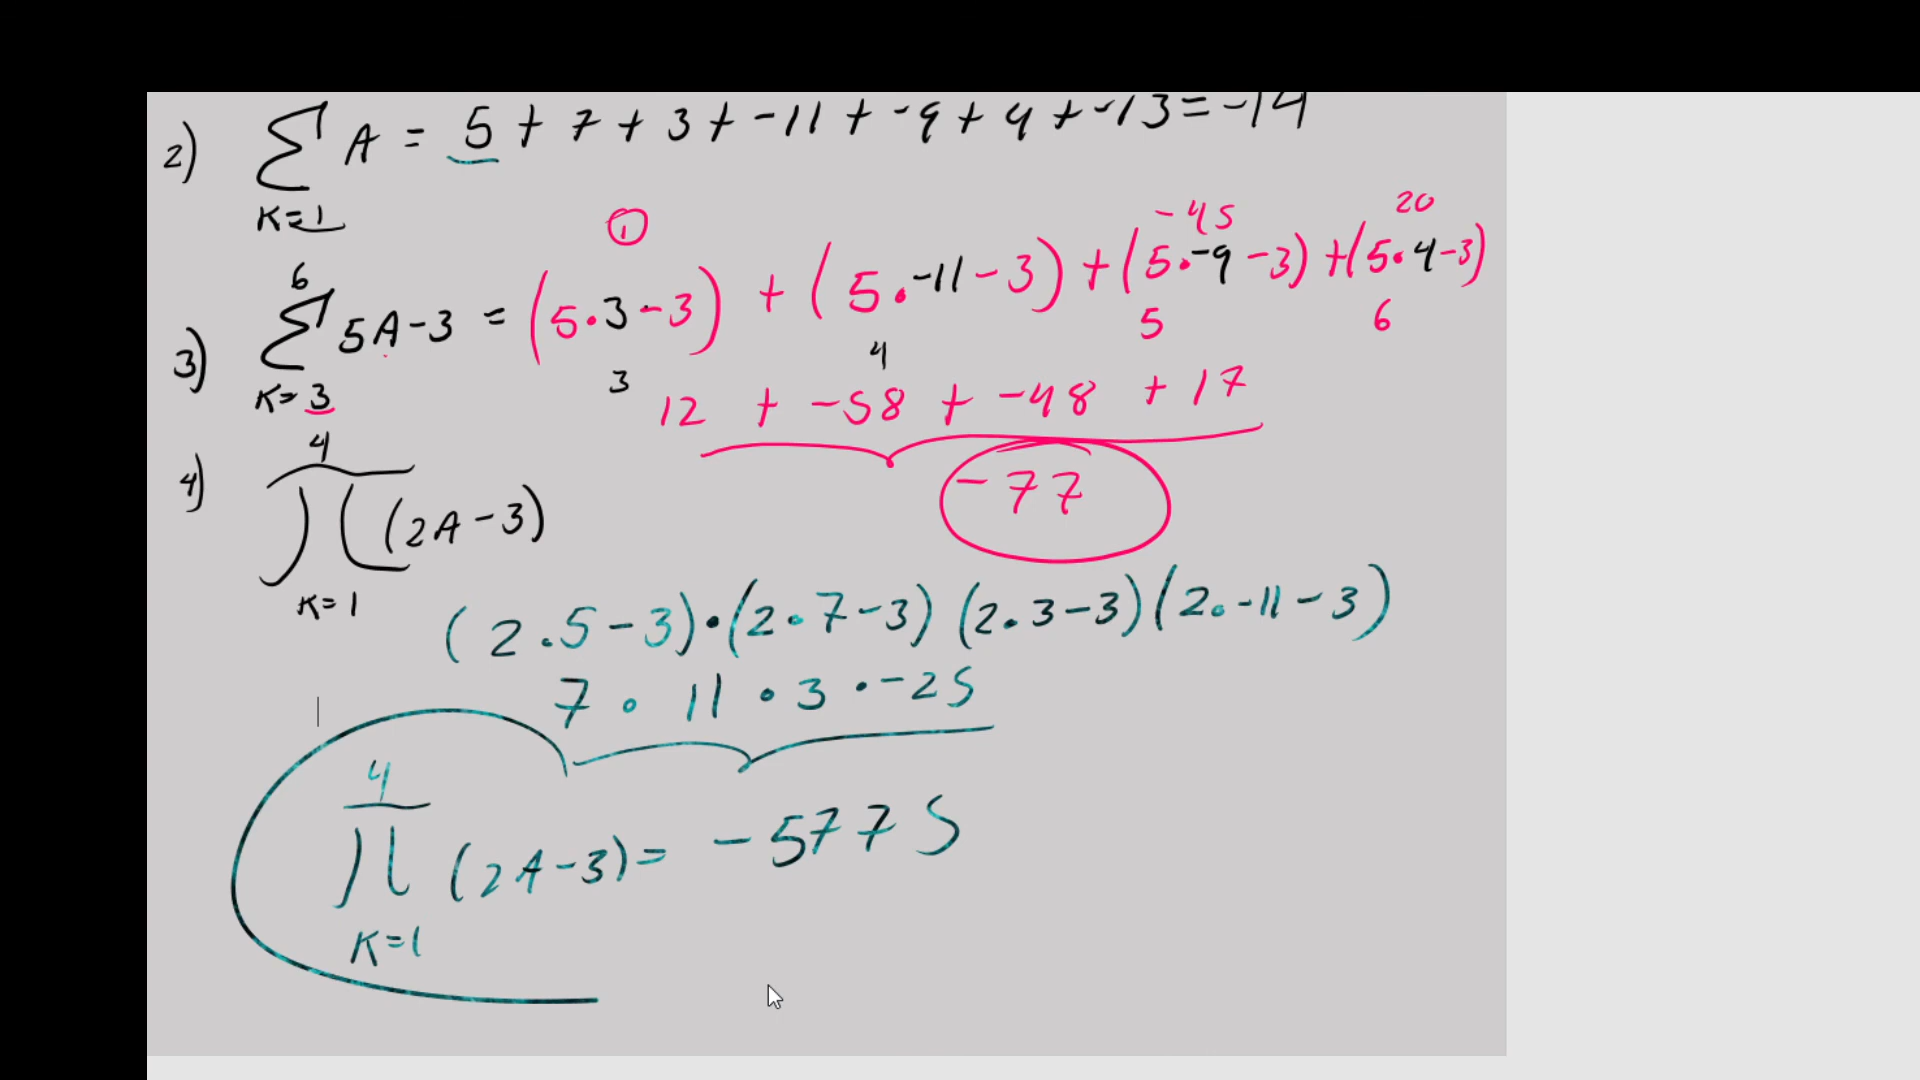 2) Σ A = 5 + 7 + 3 + -11 + -9 + 4 + -13 = -14
K=1
1 -45 20
6
3) Σ 5A-3 = (5·3-3) + (5·-11-3) + (5·-9-3) + (5·4-3)
K=3 3 4 5 6
12 + -58 + -48 + 17
-77
4
4) Π (2A-3)
K=1
(2·5-3)·(2·7-3)(2·3-3)(2·-11-3)
7 · 11 · 3 · -25
4
Π (2A-3) = -5775
K=1